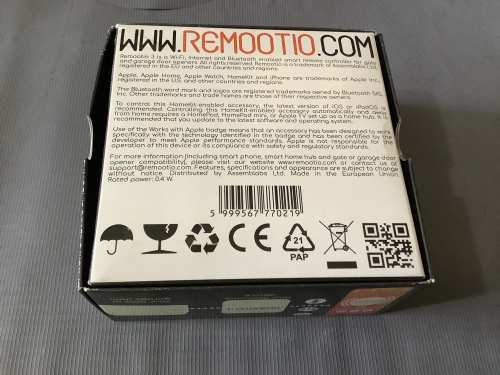 WWW.REMOOTIO.COM
Remootio 3 is a Wi-Fi, Internet and Bluetooth enabled smart remote controller for gate
and garage door openers. All rights reserved. Remootio is a trademark of Assemblabs Ltd.,
registered in the EU and other countries and regions.
Apple, Apple Home, Apple Watch, HomeKit and iPhone are trademarks of Apple Inc.,
registered in the U.S. and other countries and regions.
The Bluetooth word mark and logos are registered trademarks owned by Bluetooth SIG,
Inc. Other trademarks and trade names are those of their respective owners.
To control this HomeKit-enabled accessory, the latest version of iOS or iPadOS is
recommended. Controlling this HomeKit-enabled accessory automatically and away
from home requires a HomePod, HomePod mini, or Apple TV set up as a home hub. It is
recommended that you update to the latest software and operating system.
Use of the Works with Apple badge means that an accessory has been designed to work
specifically with the technology identified in the badge and has been certified by the
developer to meet Apple performance standards. Apple is not responsible for the
operation of this device or its compliance with safety and regulatory standards.
For more information (including smart phone, smart home hub and gate or garage door
opener compatibility), please visit our website www.remootio.com or contact us at
support@remootio.com. Features, specifications and appearance are subject to change
without notice. Distributed by Assemblabs Ltd. Made in the European Union.
Rated power: 0.4 W.
5 999567 770219
CE
21
PAP